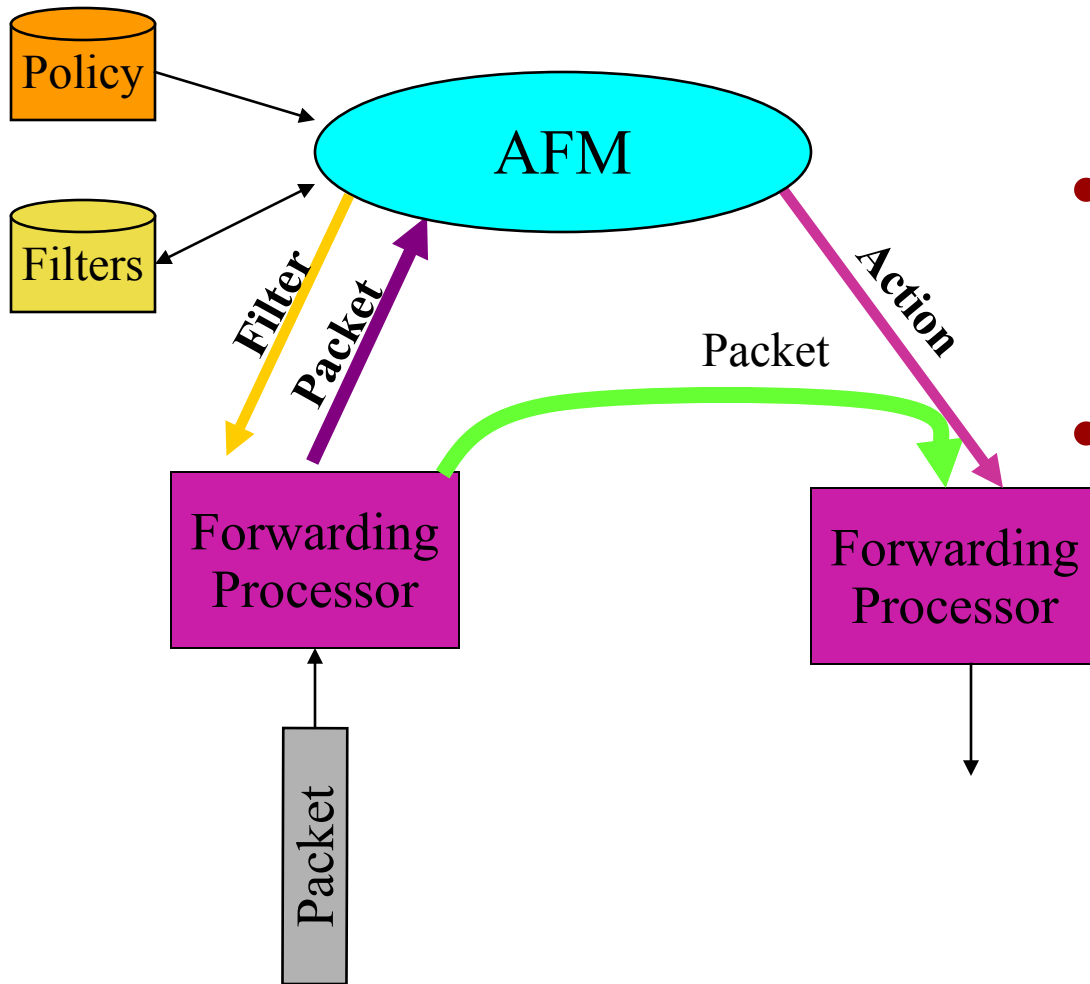 Policy
AFM
Filters
Filter
Packet
Action
Packet
Forwarding
Processor
Forwarding
Processor
Packet